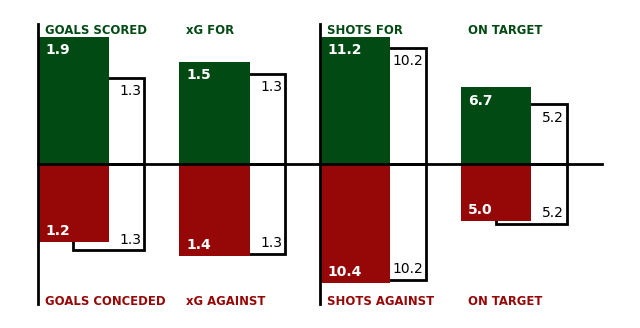 GOALS SCORED xG FOR SHOTS FOR ON TARGET
1.9 1.3 1.5 1.3 11.2 10.2 6.7 5.2
1.2 1.3 1.4 1.3 10.4 10.2 5.0 5.2
GOALS CONCEDED xG AGAINST SHOTS AGAINST ON TARGET